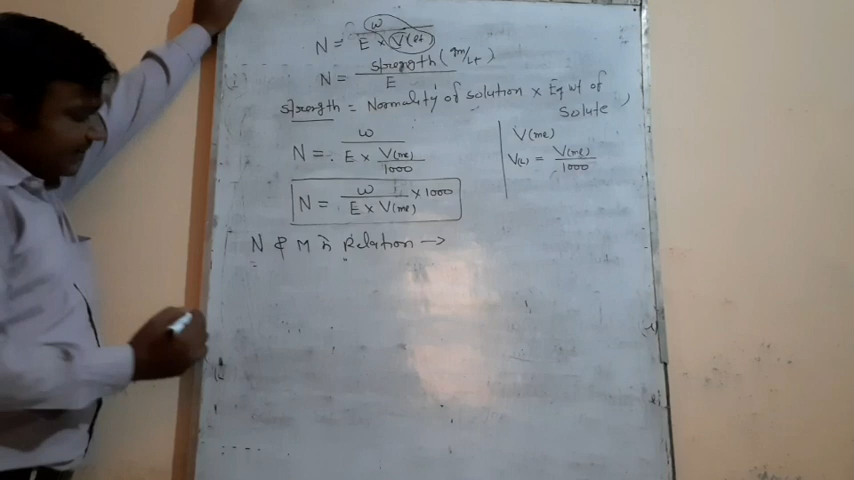 N = w / E × V(lt)
N = strength (gm/Lt) / E
strength = Normality of solution × Eq wt of
solute
N = w / E × V(ml)/1000
V(ml)
V(L) = V(ml)/1000
N = w / E × V(ml) × 1000
N & M में Relation →